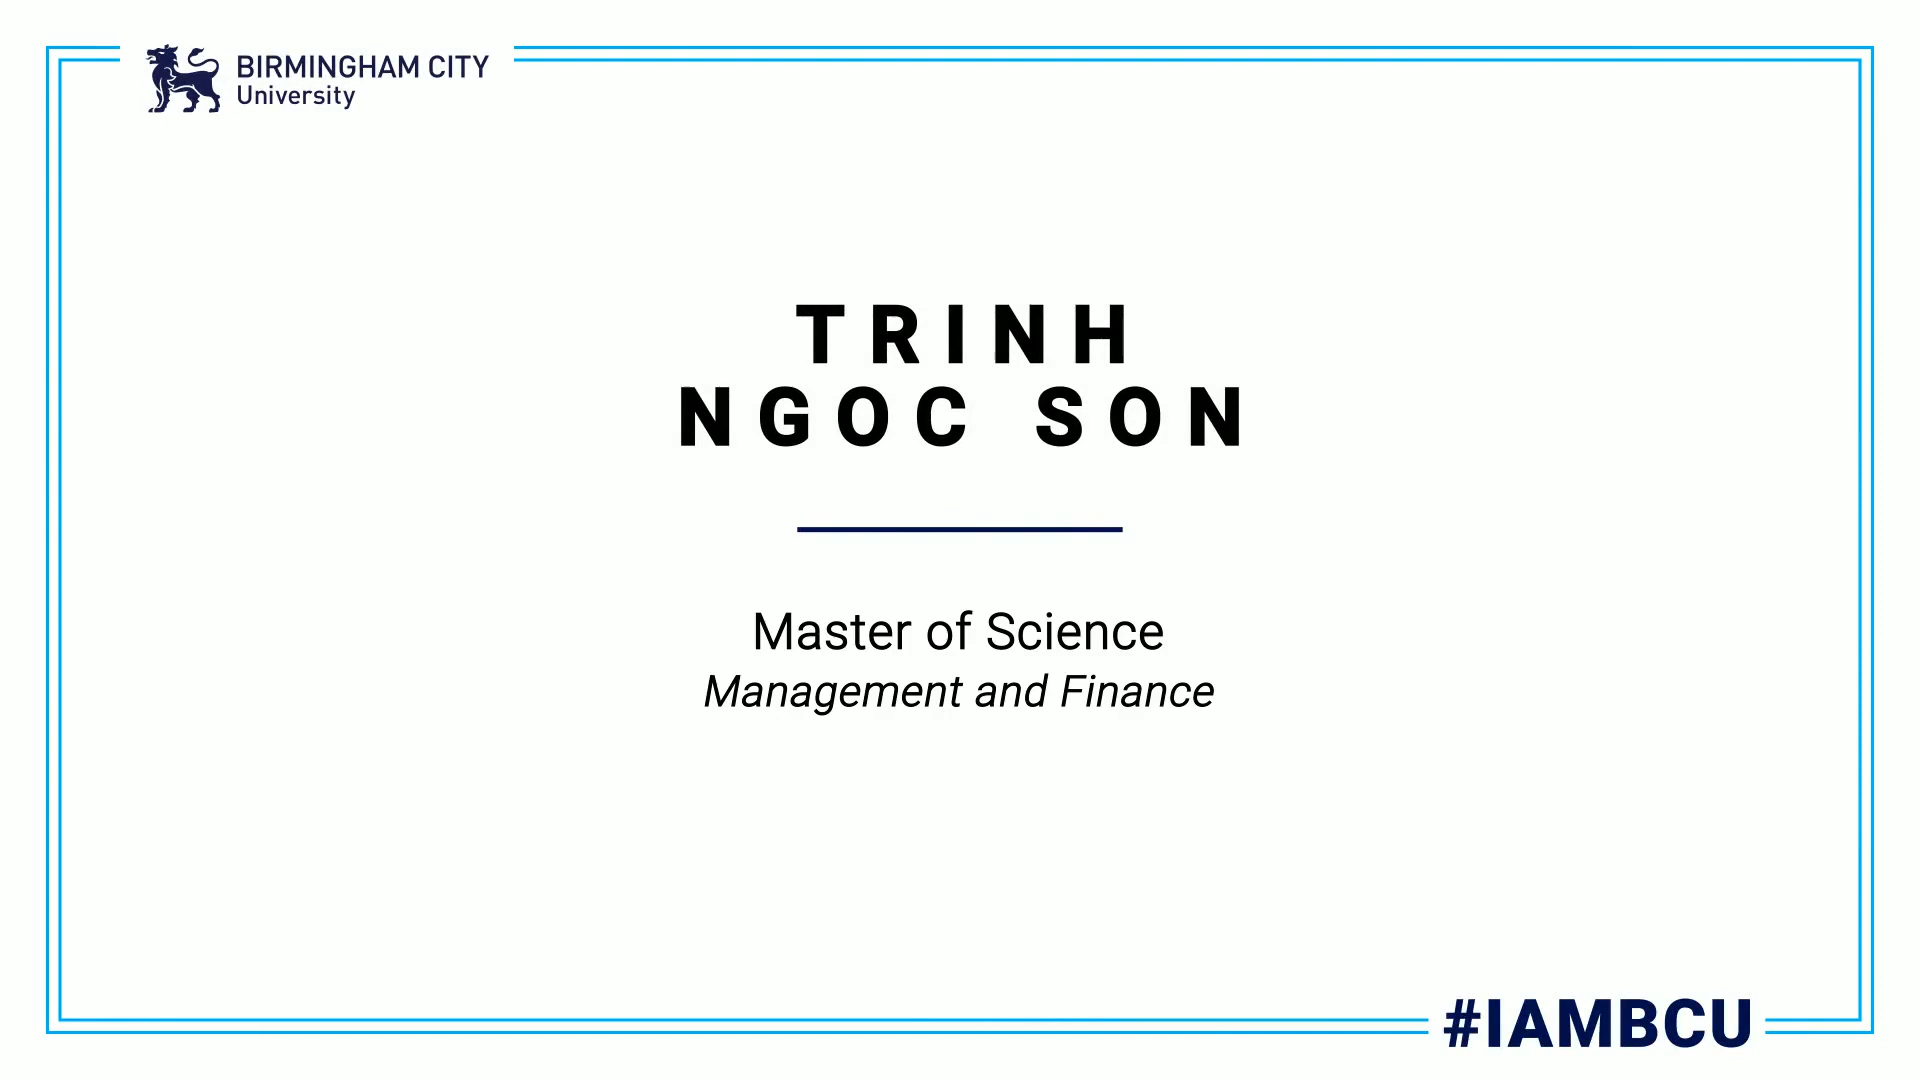 BIRMINGHAM CITY
University
TRINH
NGOC SON
Master of Science
Management and Finance
#IAMBCU